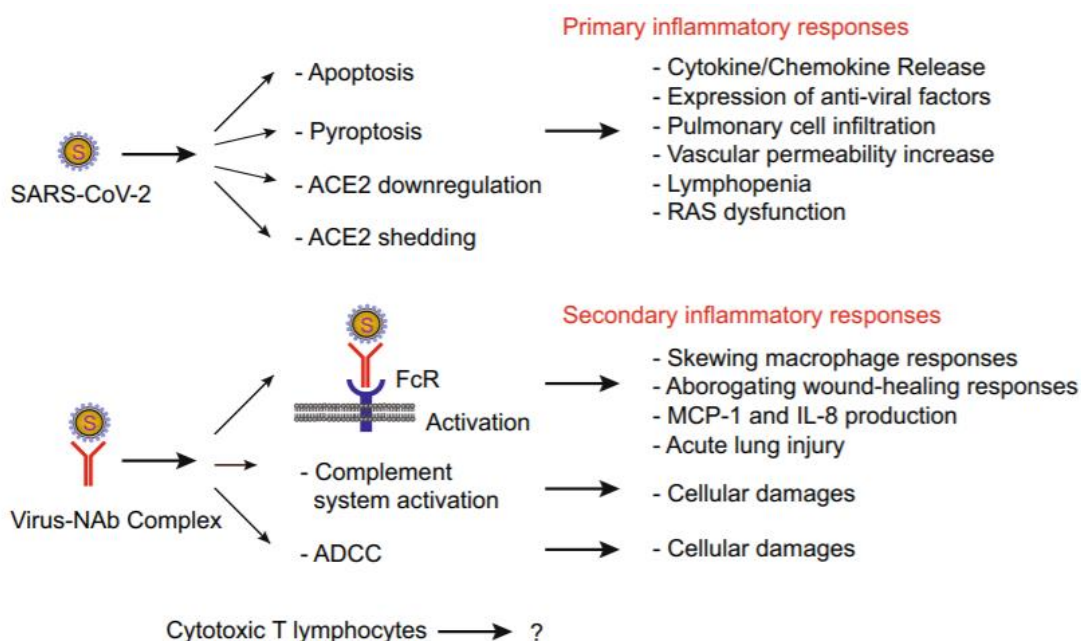 Primary inflammatory responses
- Apoptosis
- Pyroptosis
- ACE2 downregulation
- ACE2 shedding
S
SARS-CoV-2
- Cytokine/Chemokine Release
- Expression of anti-viral factors
- Pulmonary cell infiltration
- Vascular permeability increase
- Lymphopenia
- RAS dysfunction
Secondary inflammatory responses
S
FcR
Activation
S
Virus-NAb Complex
- Complement
system activation
- ADCC
- Skewing macrophage responses
- Aborogating wound-healing responses
- MCP-1 and IL-8 production
- Acute lung injury
- Cellular damages
- Cellular damages
Cytotoxic T lymphocytes ?